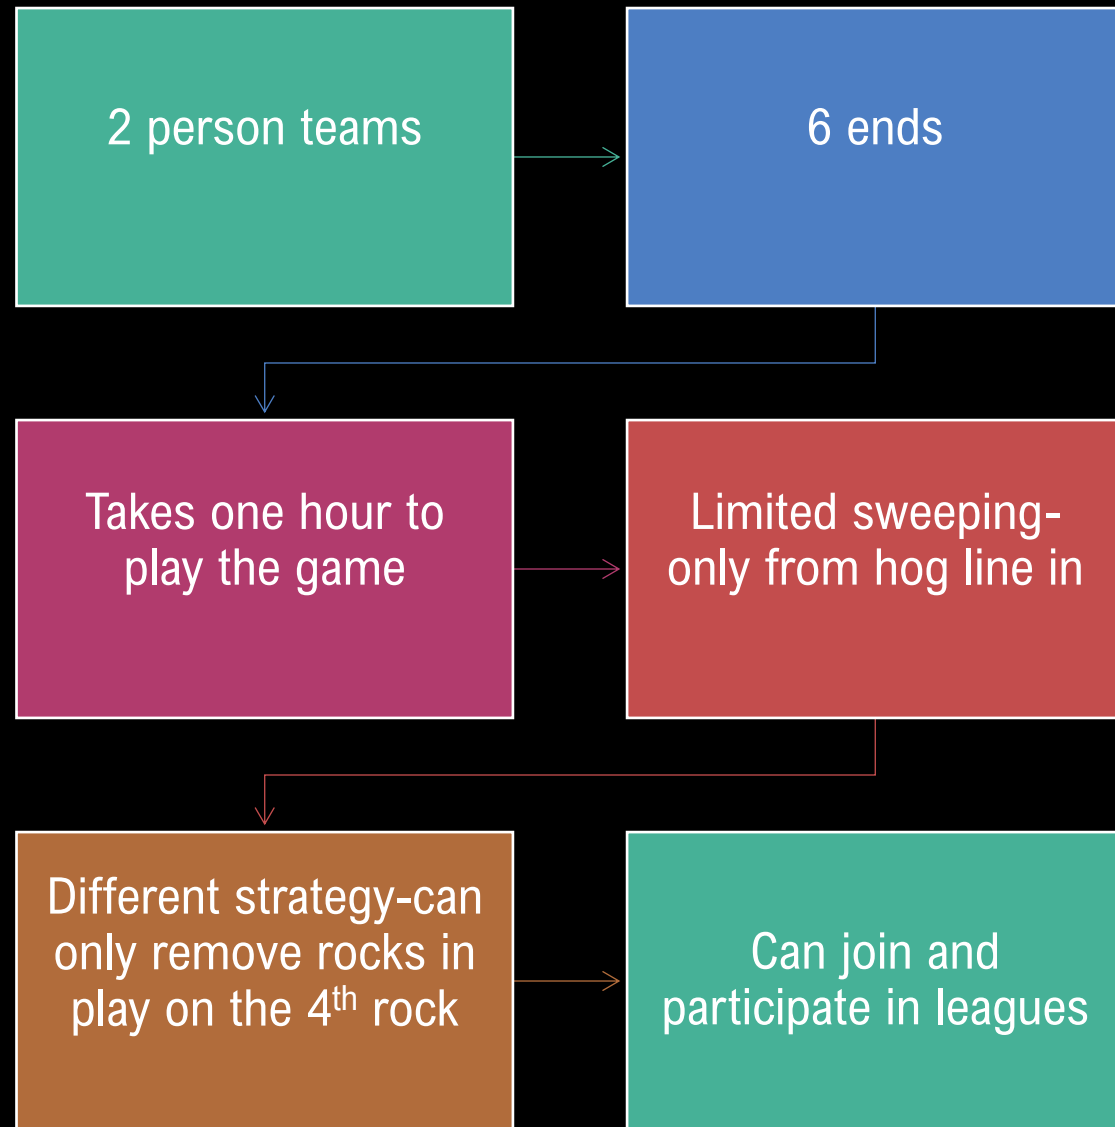 2 person teams
6 ends
Takes one hour to
play the game
Limited sweeping-
only from hog line in
Different strategy-can
only remove rocks in
play on the 4th rock
Can join and
participate in leagues